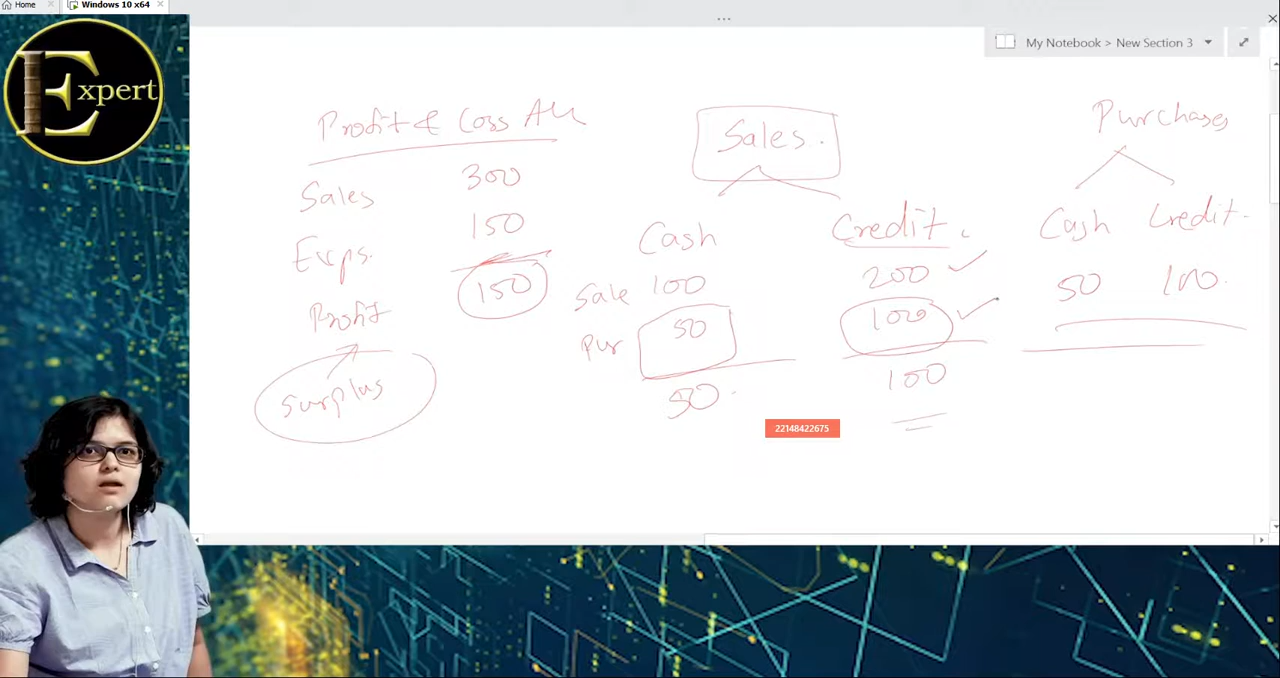 Home
Windows 10 x64
Expert
My Notebook > New Section 3
Profit & Loss A/c
Sales 300
Exps. 150
Profit 150
Surplus
Sales.
Cash
Credit
Sale 100
200
Pur 50
100
50
100
22148422675
Purchases
Cash Credit
50 100